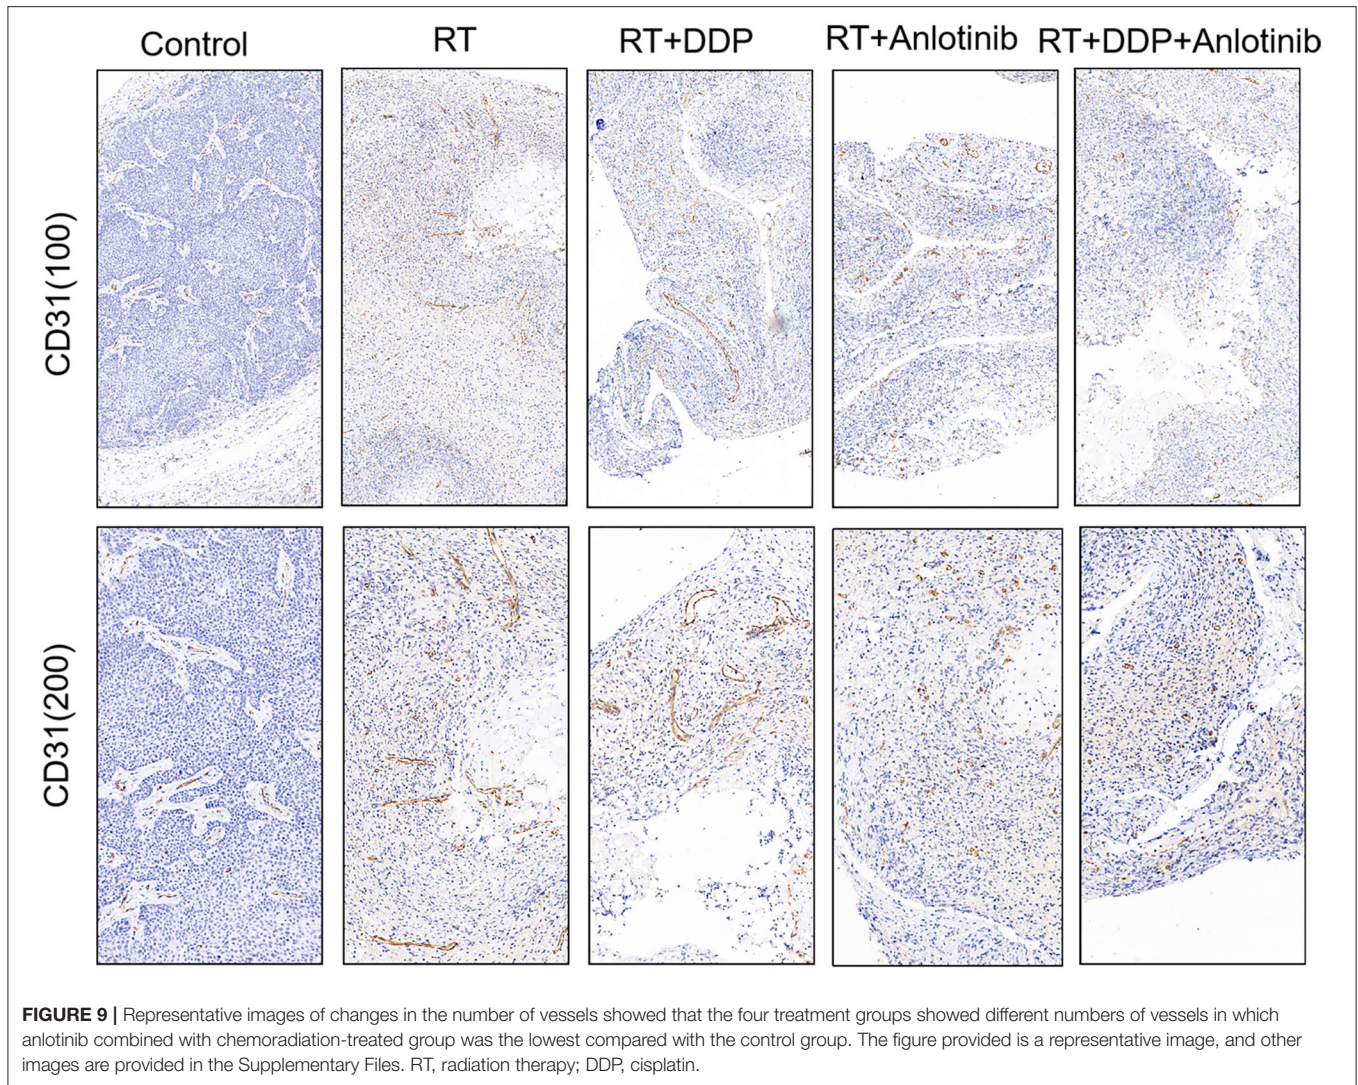 Control RT RT+DDP RT+Anlotinib RT+DDP+Anlotinib
CD31(100)
CD31(200)
FIGURE 9 | Representative images of changes in the number of vessels showed that the four treatment groups showed different numbers of vessels in which
anlotinib combined with chemoradiation-treated group was the lowest compared with the control group. The figure provided is a representative image, and other
images are provided in the Supplementary Files. RT, radiation therapy; DDP, cisplatin.